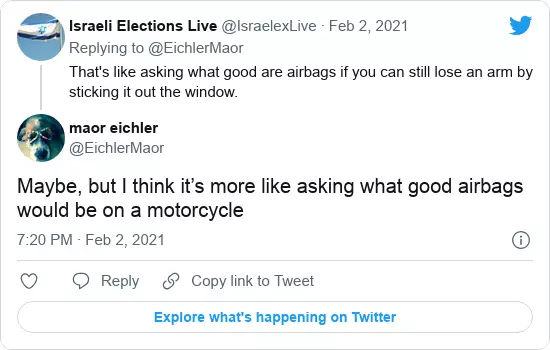 Israeli Elections Live @IsraelexLive · Feb 2, 2021
Replying to @EichlerMaor
That's like asking what good are airbags if you can still lose an arm by
sticking it out the window.
maor eichler
@EichlerMaor
Maybe, but I think it’s more like asking what good airbags
would be on a motorcycle
7:20 PM · Feb 2, 2021
Reply Copy link to Tweet
Explore what's happening on Twitter